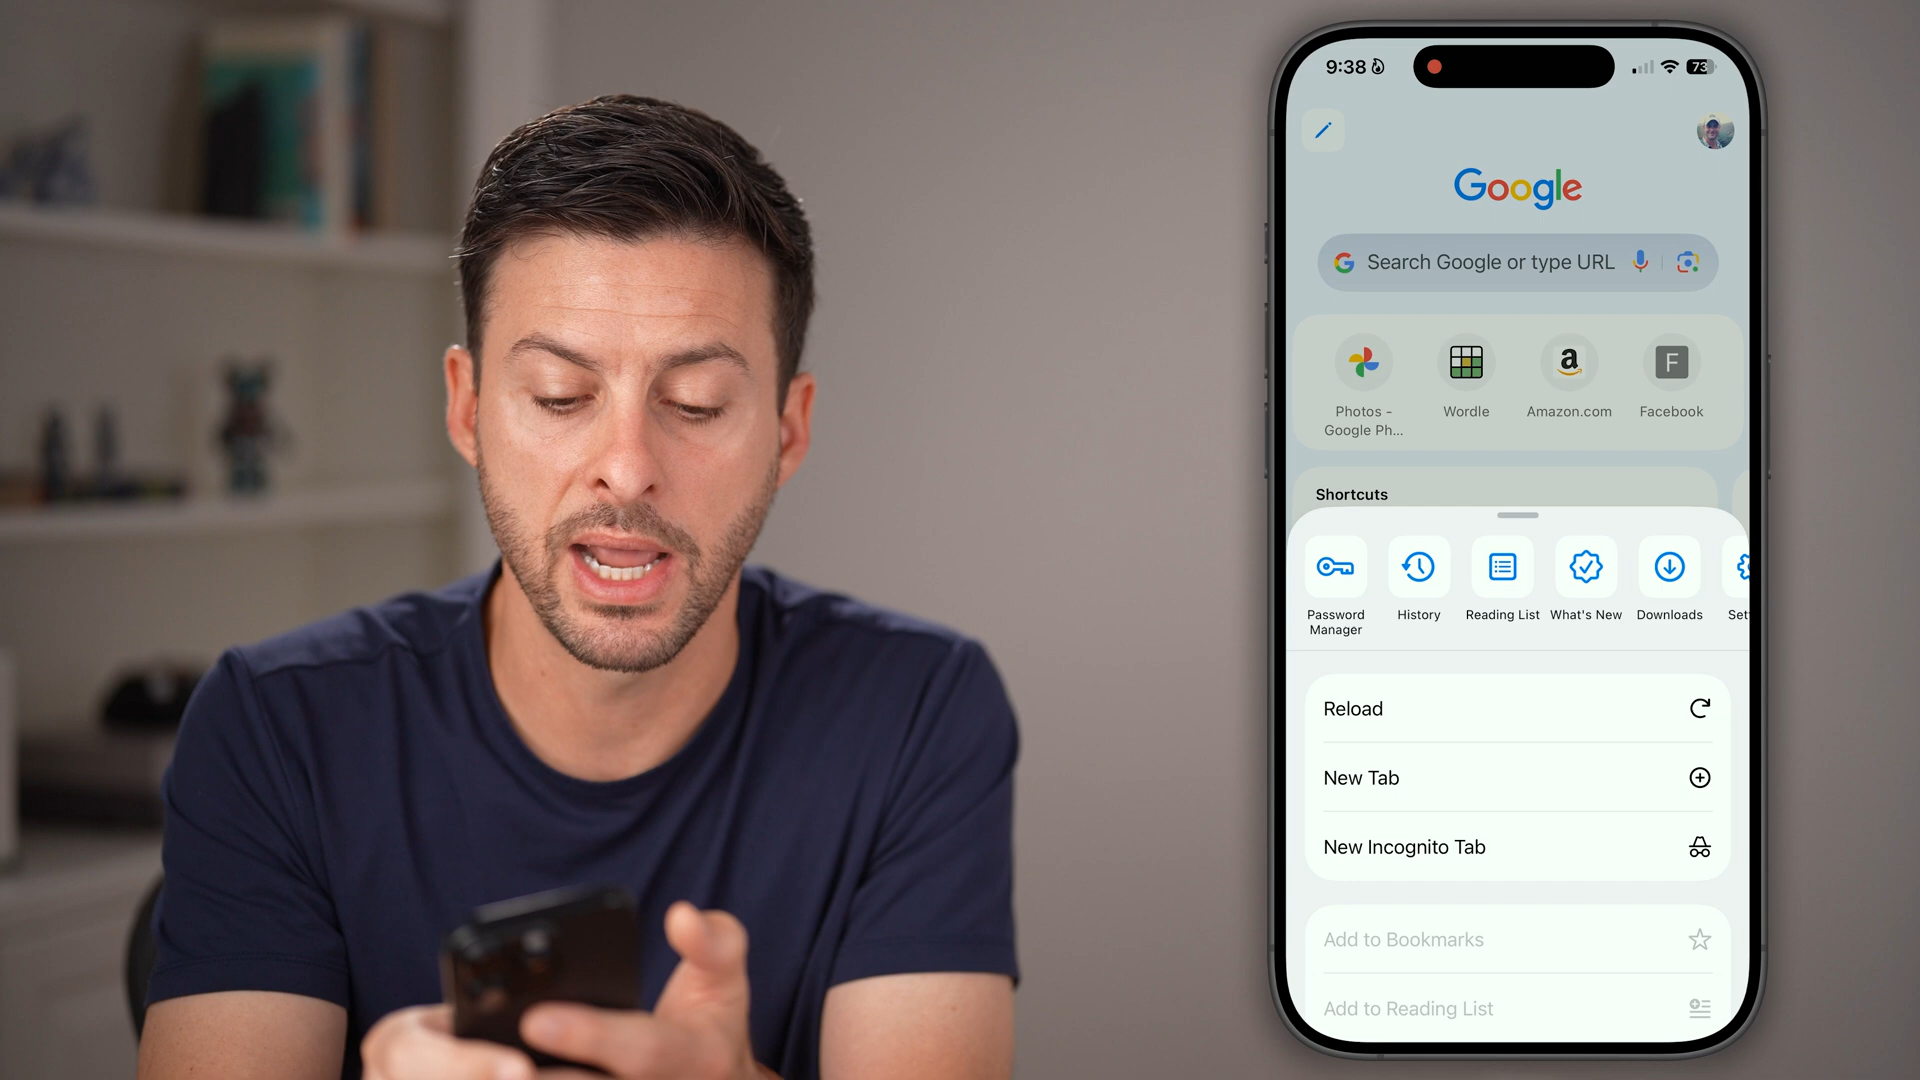 9:38
73
Google
Search Google or type URL
Photos -
Google Ph...
Wordle
Amazon.com
F
Facebook
Shortcuts
Password
Manager
History
Reading List
What's New
Downloads
Set
Reload
New Tab
New Incognito Tab
Add to Bookmarks
Add to Reading List